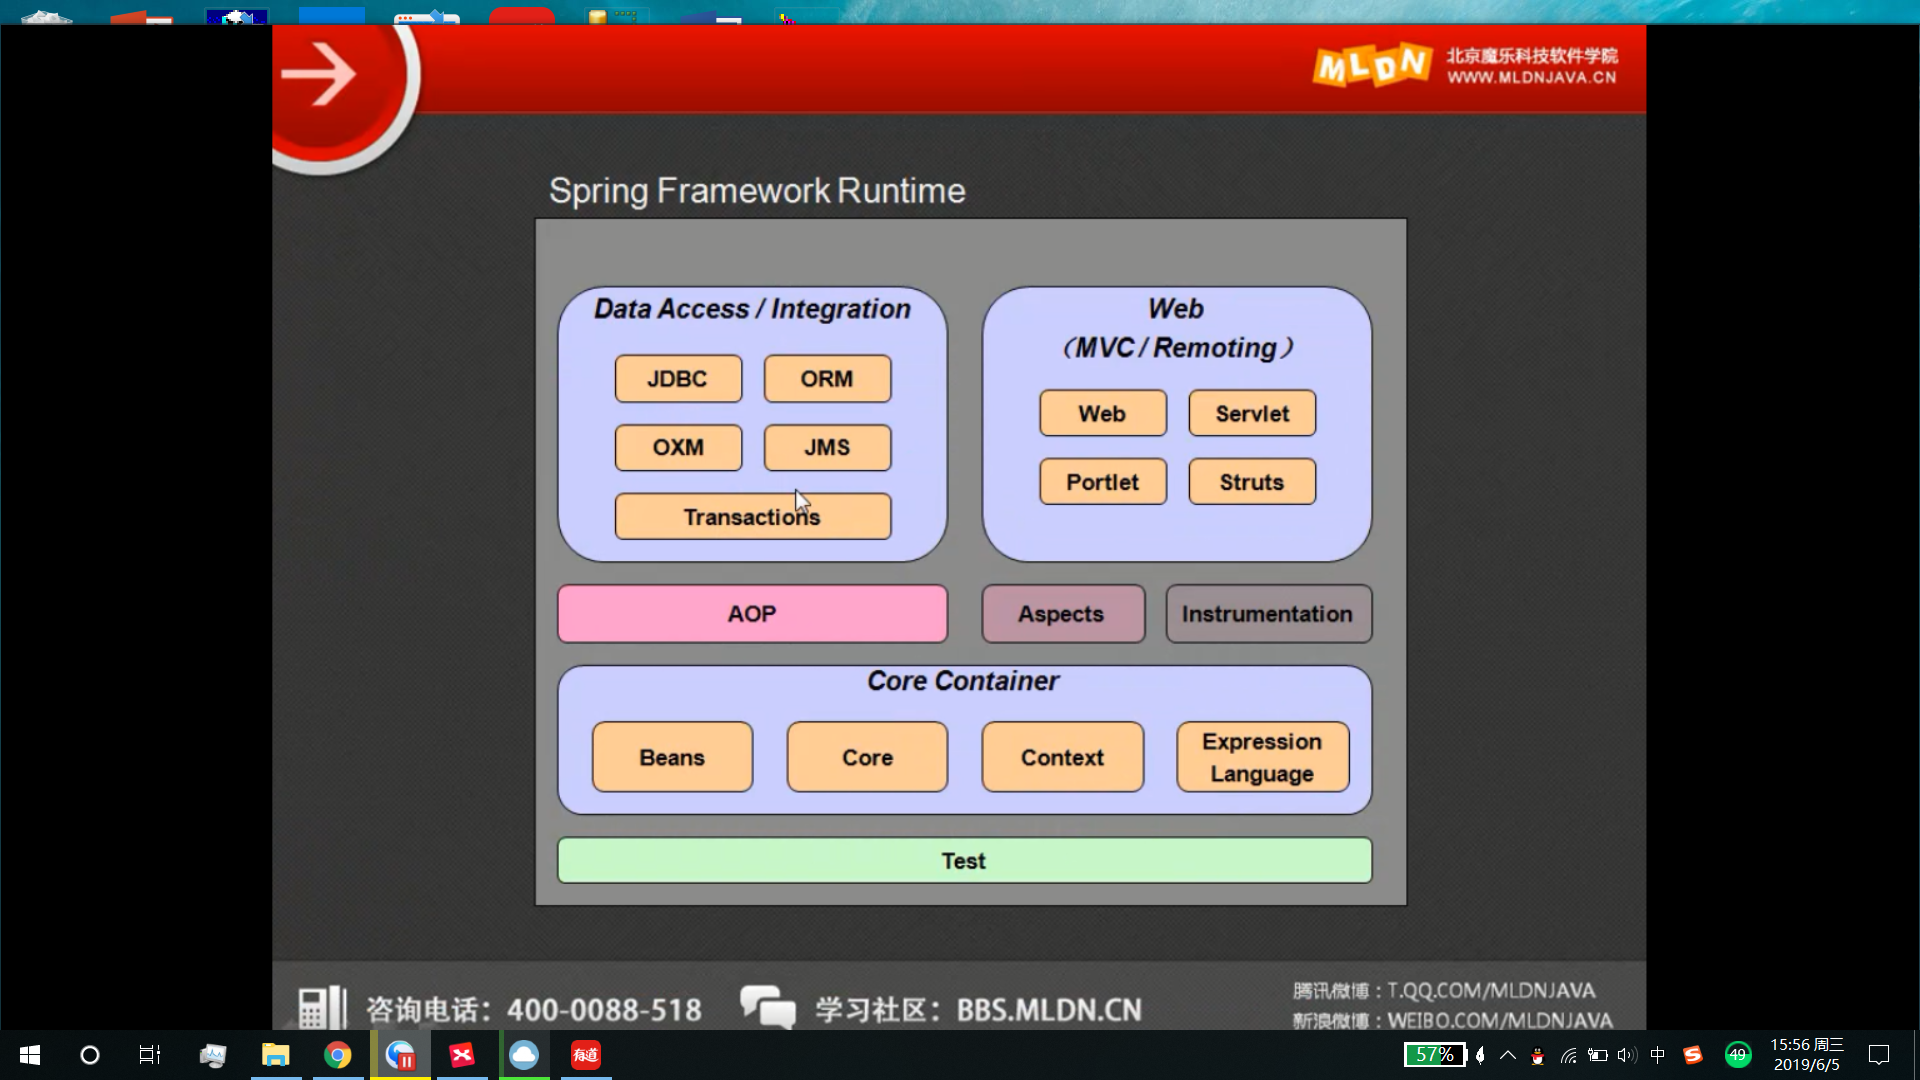 MLDN
北京魔乐科技软件学院
WWW.MLDNJAVA.CN
Spring Framework Runtime
Data Access / Integration
JDBC
ORM
OXM
JMS
Transactions
Web
（MVC / Remoting）
Web
Servlet
Portlet
Struts
AOP
Aspects
Instrumentation
Core Container
Beans
Core
Context
Expression
Language
Test
咨询电话：400-0088-518
学习社区：BBS.MLDN.CN
腾讯微博：T.QQ.COM/MLDNJAVA
新浪微博：WEIBO.COM/MLDNJAVA
有道
57%
中
S
49
15:56 周三
2019/6/5